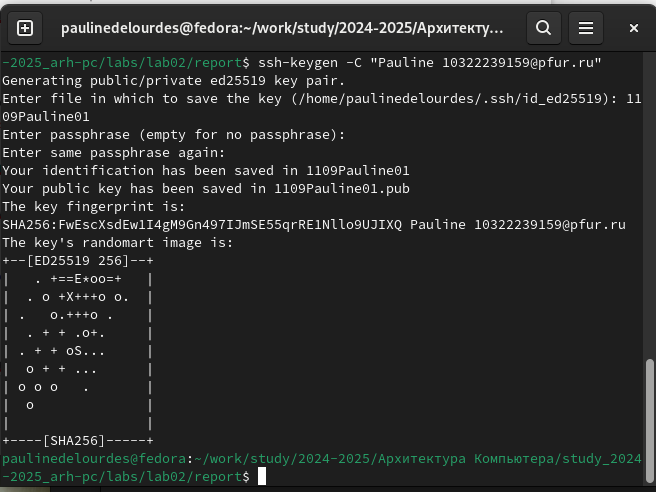 paulinedelourdes@fedora:~/work/study/2024-2025/Архитекту...
-2025_arh-pc/labs/lab02/report$ ssh-keygen -C "Pauline 10322239159@pfur.ru"
Generating public/private ed25519 key pair.
Enter file in which to save the key (/home/paulinedelourdes/.ssh/id_ed25519): 11
09Pauline01
Enter passphrase (empty for no passphrase):
Enter same passphrase again:
Your identification has been saved in 1109Pauline01
Your public key has been saved in 1109Pauline01.pub
The key fingerprint is:
SHA256:FwEscXsdEw1I4gM9Gn497IJmSE55qrRE1Nllo9UJIXQ Pauline 10322239159@pfur.ru
The key's randomart image is:
+--[ED25519 256]--+
|   . +==E*oo=+   |
|  . o +X+++o o.  |
| .   o.+++o .    |
|  . + + .o+.     |
| . + + oS...     |
|  o + + ...      |
| o o o   .       |
|  o              |
|                 |
+----[SHA256]-----+
paulinedelourdes@fedora:~/work/study/2024-2025/Архитектура Компьютера/study_2024
-2025_arh-pc/labs/lab02/report$